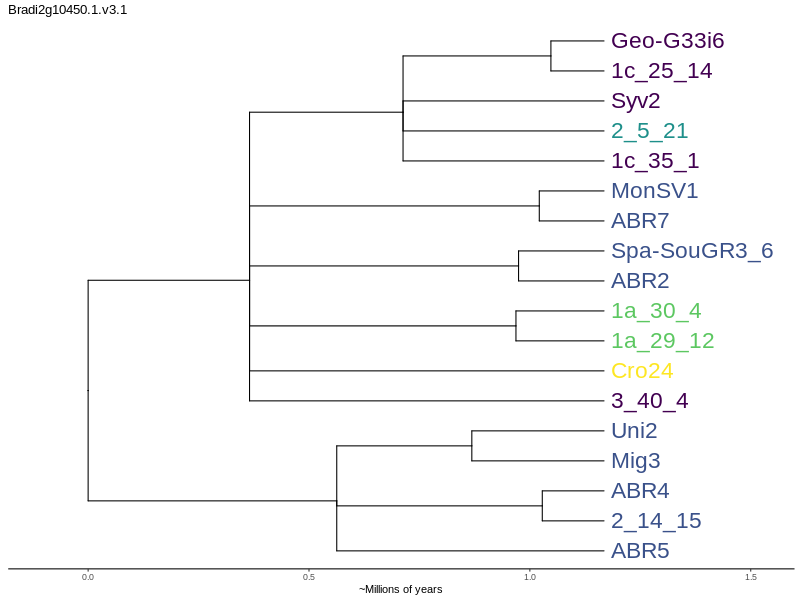 Bradi2g10450.1.v3.1
Geo-G33i6
1c_25_14
Syv2
2_5_21
1c_35_1
MonSV1
ABR7
Spa-SouGR3_6
ABR2
1a_30_4
1a_29_12
Cro24
3_40_4
Uni2
Mig3
ABR4
2_14_15
ABR5
0.0 0.5 1.0 1.5
~Millions of years